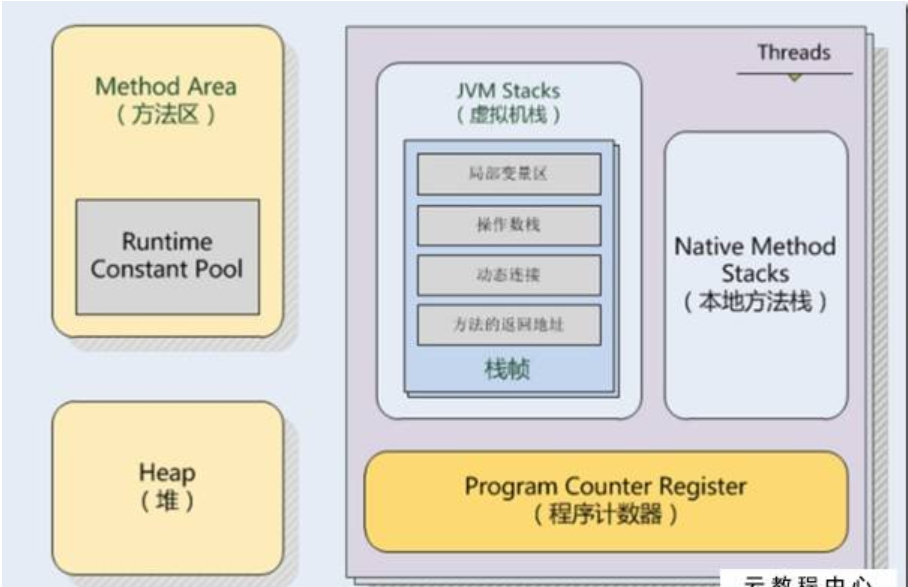 Method Area
（方法区）
Runtime
Constant Pool
Heap
（堆）
Threads
JVM Stacks
（虚拟机栈）
局部变量区
操作数栈
动态连接
方法的返回地址
栈帧
Native Method
Stacks
（本地方法栈）
Program Counter Register
（程序计数器）
云教程中心